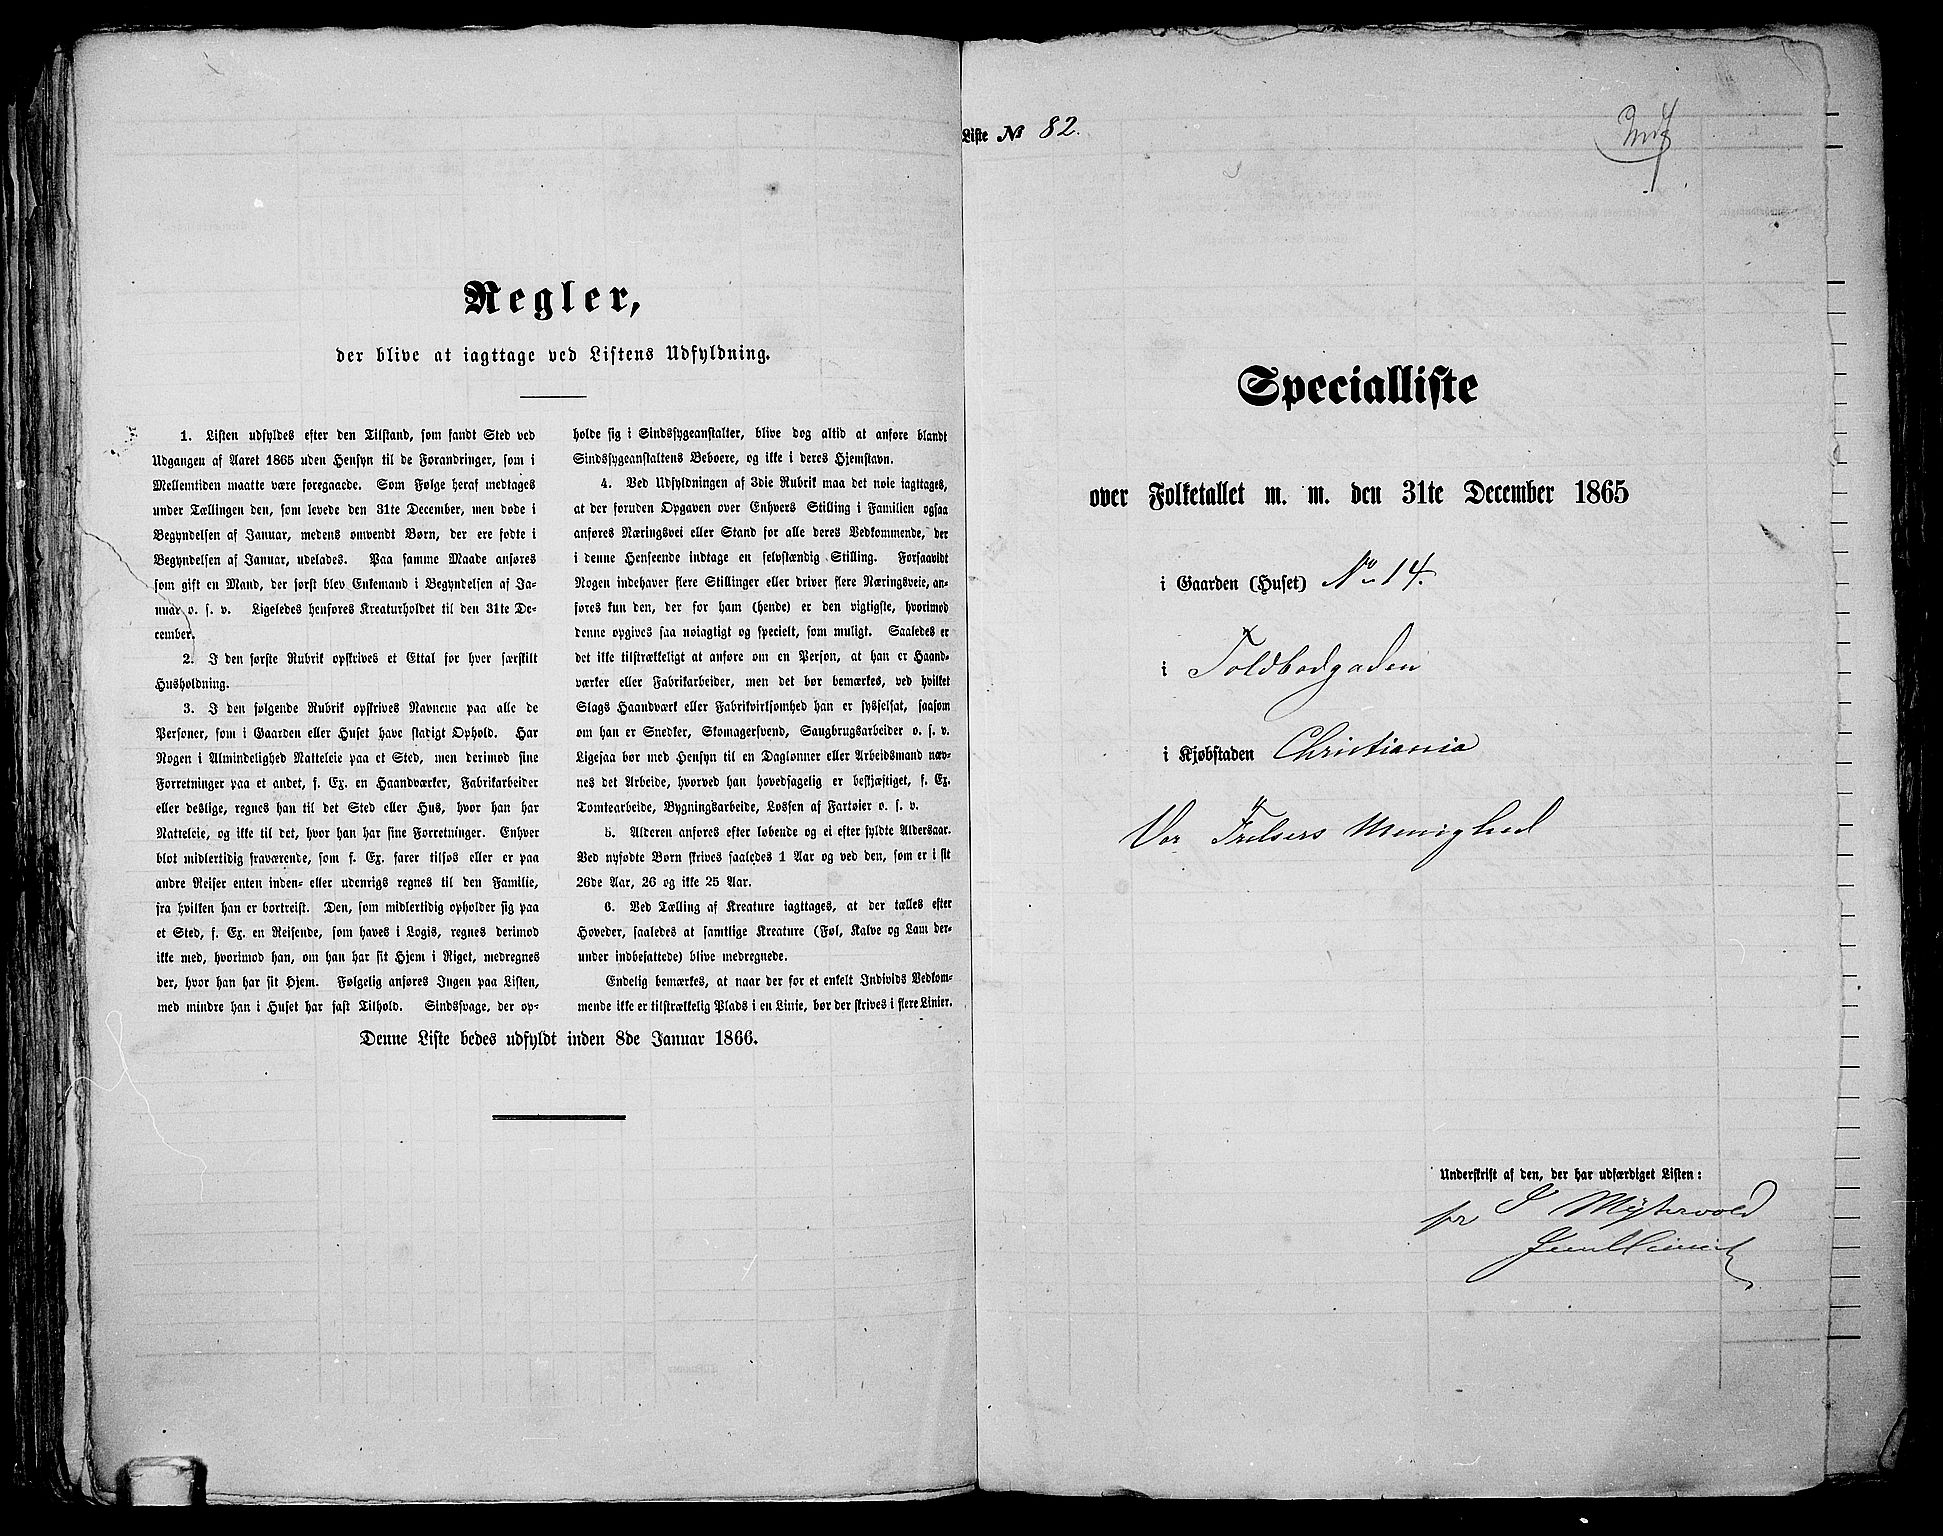 Regler,
der blive at iagttage ved Listens Udfyldning.
1. Listen udfyldes efter den Tilstand, som fandt Sted ved
Udgangen af Aaret 1865 uden Hensyn til de Forandringer, som i
Mellemtiden maatte være foregaaede. Som Følge heraf medtages
under Tællingen den, som levede den 31te December, men døde i
Begyndelsen af Januar, medens omvendt Børn, der ere fødte i
Begyndelsen af Januar, udelades. Paa samme Maade anføres
som gift en Mand, der først blev Enkemand i Begyndelsen af Ja-
nuar o. s. v. Ligeledes henføres Kreaturholdet til den 31te De-
cember.
2. I den første Rubrik opskrives et Ettal for hver særskilt
Husholdning.
3. I den følgende Rubrik opskrives Navnene paa alle de
Personer, som i Gaarden eller Huset have stadigt Ophold. Har
Nogen i Almindelighed Natteleie paa et Sted, men derimod sine
Forretninger paa et andet, f. Ex. en Haandværker, Fabrikarbeider
eller deslige, regnes han til det Sted eller Hus, hvor han har
Natteleie, og ikke til det, hvor han har sine Forretninger. Enhver
blot midlertidig fraværende, som f. Ex. farer tilsøs eller er paa
andre Reiser enten inden- eller udenrigs regnes til den Familie,
fra hvilken han er bortreist. Den, som midlertidig opholder sig paa
et Sted, f. Ex. en Reisende, som haves i Logis, regnes derimod
ikke med, hvorimod han, om han har sit Hjem i Riget, medregnes
der, hvor han har sit Hjem. Følgelig anføres Ingen paa Listen,
med mindre han i Huset har fast Tilhold. Sindssvage, der op-
holde sig i Sindssygeanstalter, blive dog altid at anføre blandt
Sindssygeanstaltens Beboere, og ikke i deres Hjemstavn.
4. Ved Udfyldningen af 3die Rubrik maa det nøie iagttages,
at der foruden Opgaven over Enhvers Stilling i Familien ogsaa
anføres Næringsvei eller Stand for alle deres Vedkommende, der
i denne Henseende indtage en selvstændig Stilling. Forsaavidt
Nogen indehaver flere Stillinger eller driver flere Næringsveie, an-
føres kun den, der for ham (hende) er den vigtigste, hvorimod
denne opgives saa nøiagtigt og specielt, som muligt. Saaledes er
det ikke tilstrækkeligt at anføre om en Person, at han er Haand-
værker eller Fabrikarbeider, men det bør bemærkes, ved hvilket
Slags Haandværk eller Fabrikvirksomhed han er sysselsat, saasom
om han er Snedker, Skomagersvend, Saugbrugsarbeider o. s. v.
Ligesaa bør med Hensyn til en Dagløn­ner eller Arbeidsmand næv-
nes det Arbeide, hvorved han hovedsagelig er beskjæftiget, f. Ex.
Tomtearbeide, Bygningsarbeide, Lossen af Fartøier o. s. v.
5. Alderen anføres efter løbende og ei efter fyldte Aldersaar.
Ved nyfødte Børn skrives saaledes 1 Aar og ved den, som er i sit
26de Aar, 26 og ikke 25 Aar.
6. Ved Tælling af Kreature iagttages, at der tælles efter
Hoveder, saaledes at samtlige Kreature (Føl, Kalve og Lam der-
under indbefattede) blive medregnede.
Endelig bemærkes, at naar der for et enkelt Individs Vedkom-
mende ikke er tilstrækkelig Plads i en Linie, bør der skrives i flere Linier.
Denne Liste bedes udfyldt inden 8de Januar 1866.
Liste № 82.
Specialliste
over Folketallet m. m. den 31te December 1865
i Gaarden (Huset) No 14.
i Toldbodgaden
i Kjøbstaden Christiania
Vor Frelsers Menighed
Underskrift af den, der har udfærdiget Listen:
pr